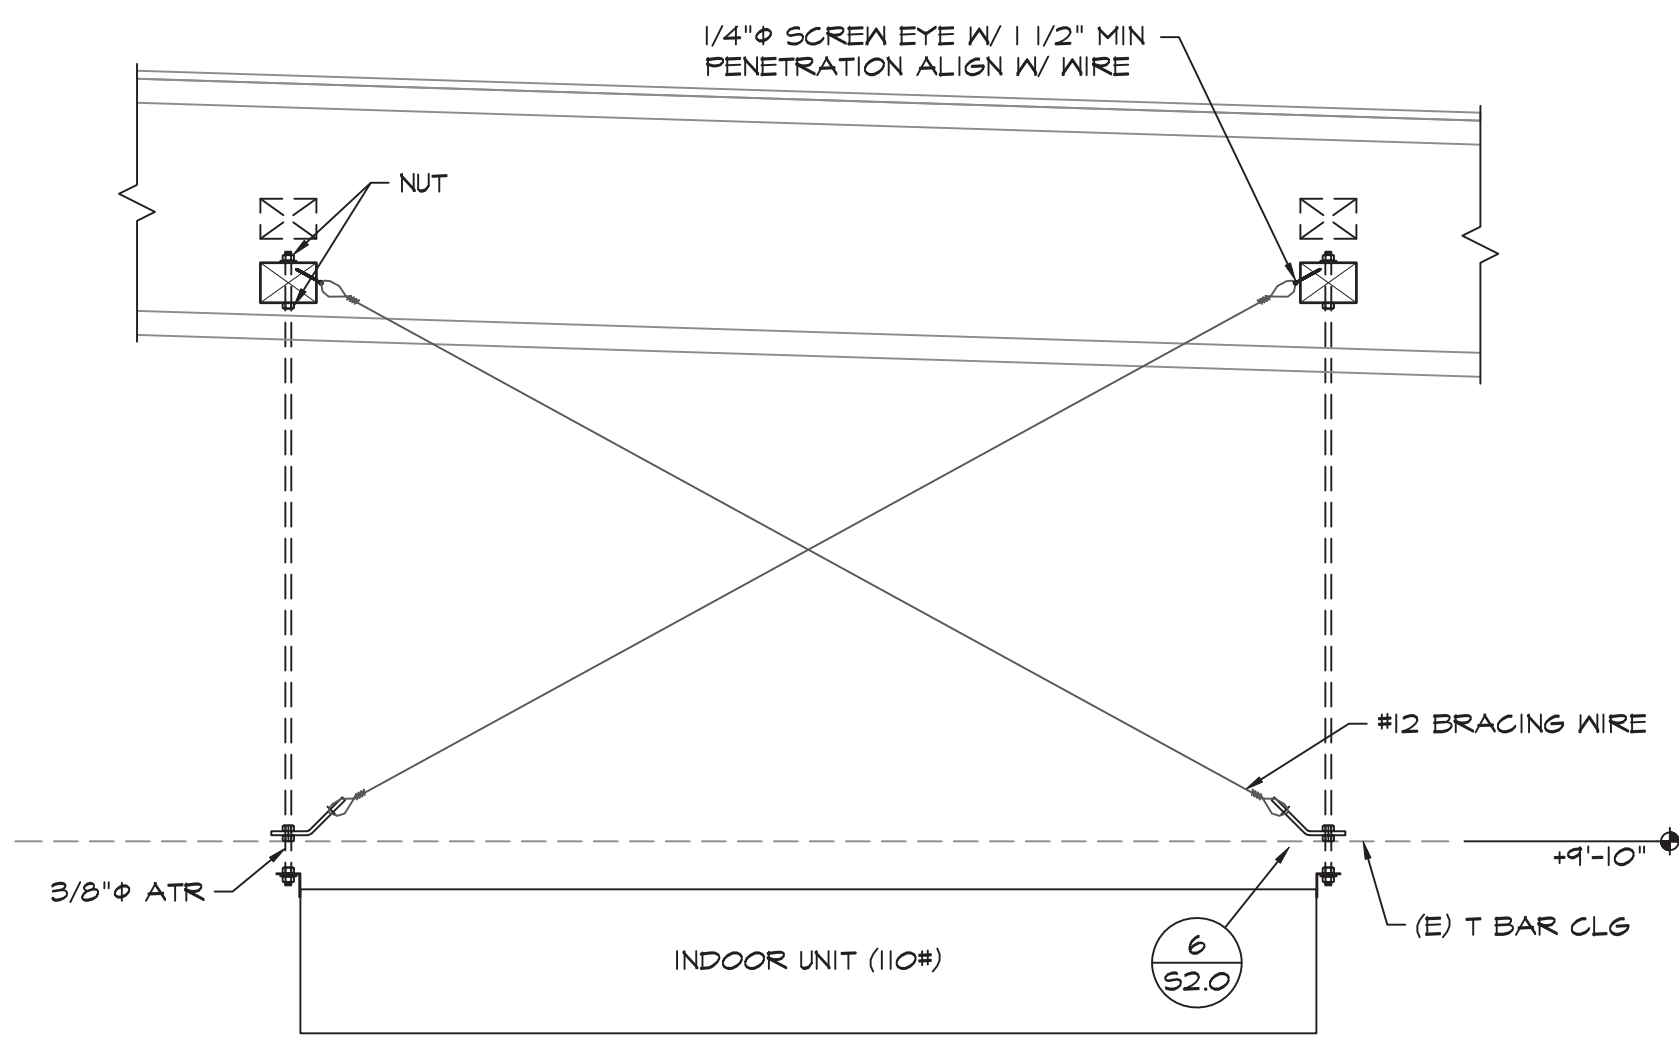 1/4"Φ SCREW EYE W/ 1 1/2" MIN
PENETRATION ALIGN W/ WIRE
NUT
#12 BRACING WIRE
+9'-10"
3/8"Φ ATR
(E) T BAR CLG
INDOOR UNIT (110#)
6
S2.0